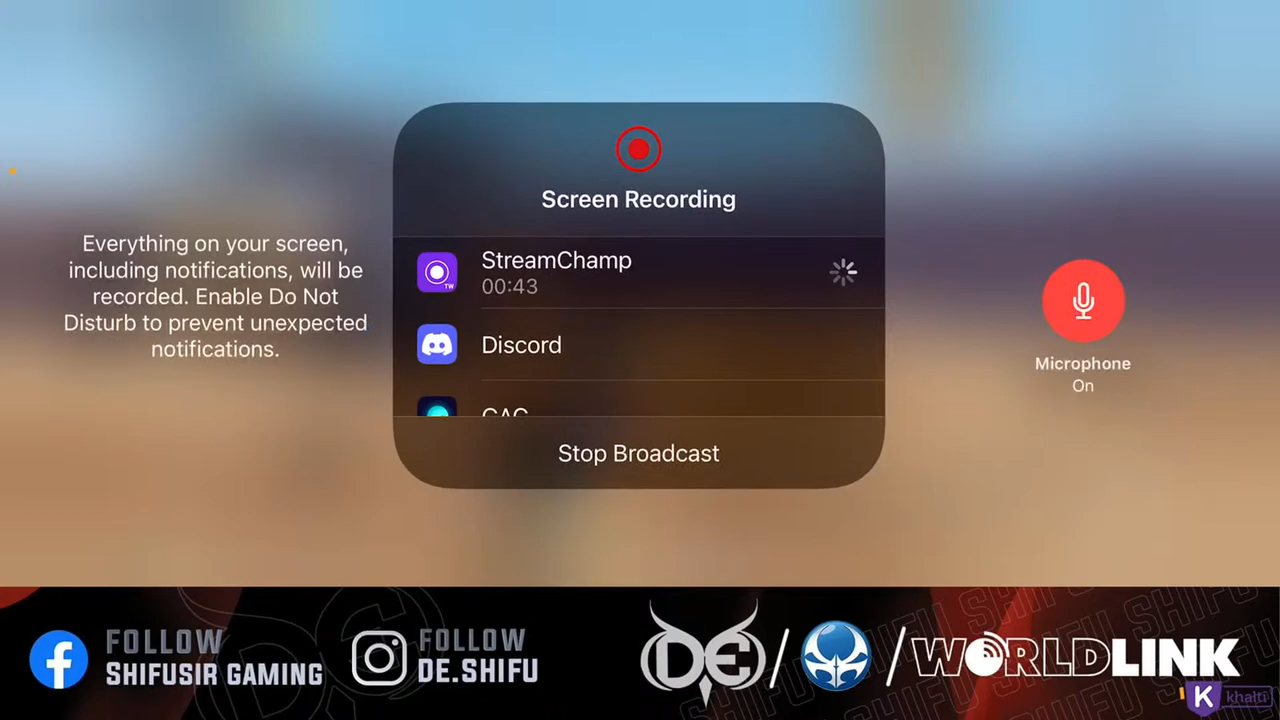 Everything on your screen,
including notifications, will be
recorded. Enable Do Not
Disturb to prevent unexpected
notifications.
Screen Recording
StreamChamp
00:43
TW
Discord
Stop Broadcast
Microphone
On
FOLLOW
SHIFUSIR GAMING
FOLLOW
DE.SHIFU
DE/ / WORLDLINK
K khalti